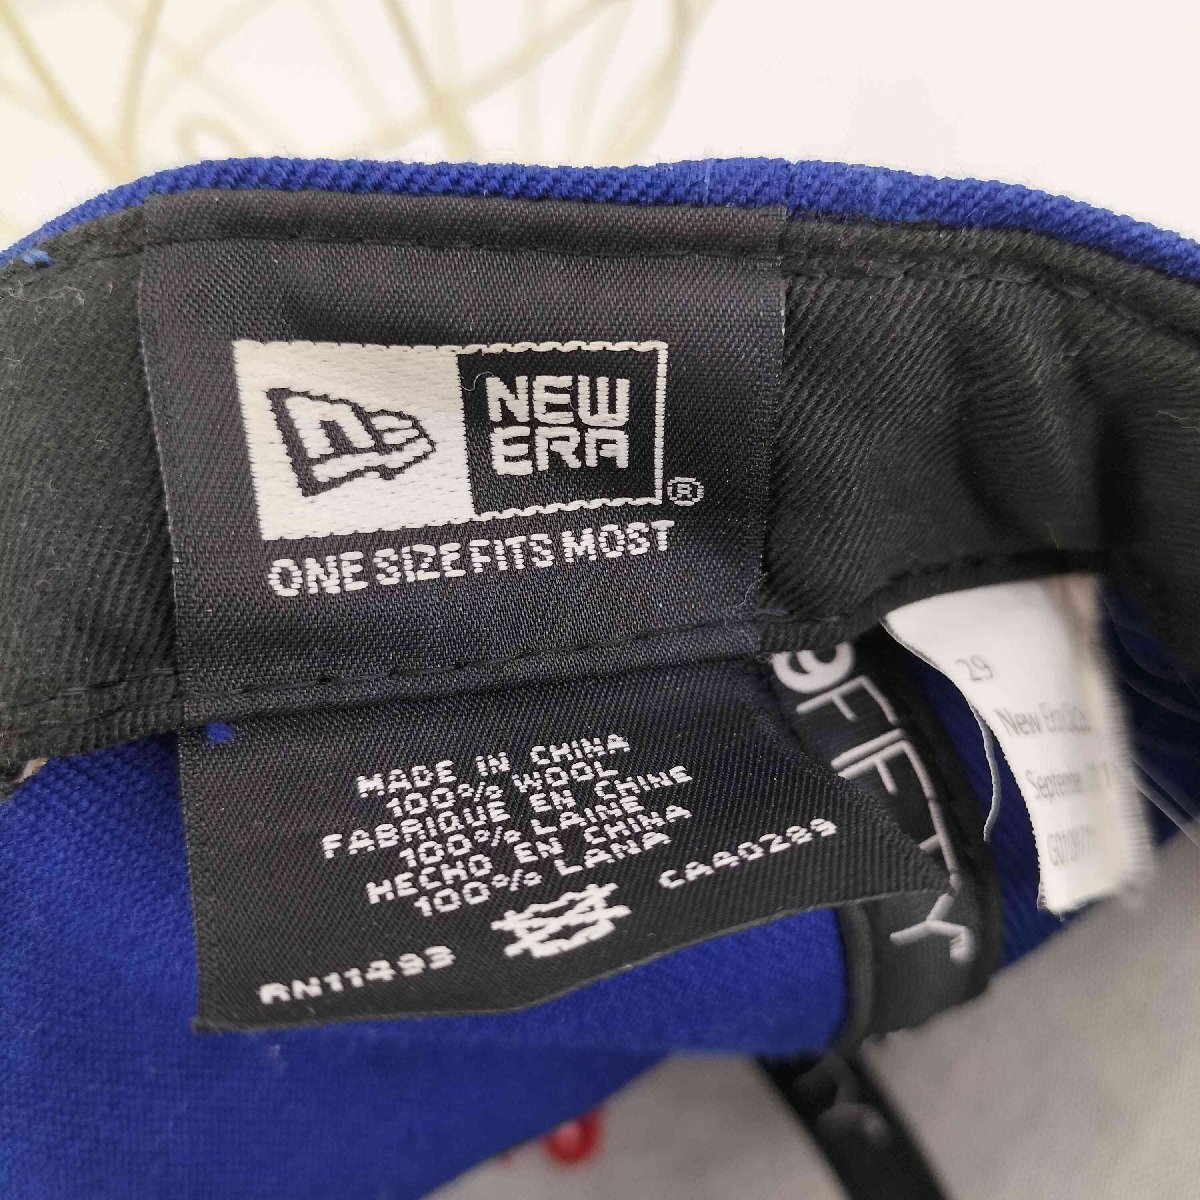 NEW
ERA
®
ONE SIZE FITS MOST
MADE IN CHINA
100% WOOL
FABRIQUE EN CHINE
100% LAINE
HECHO EN CHINA
100% LANA
RN11493
CA40289
9FIFTY™
29
New Era